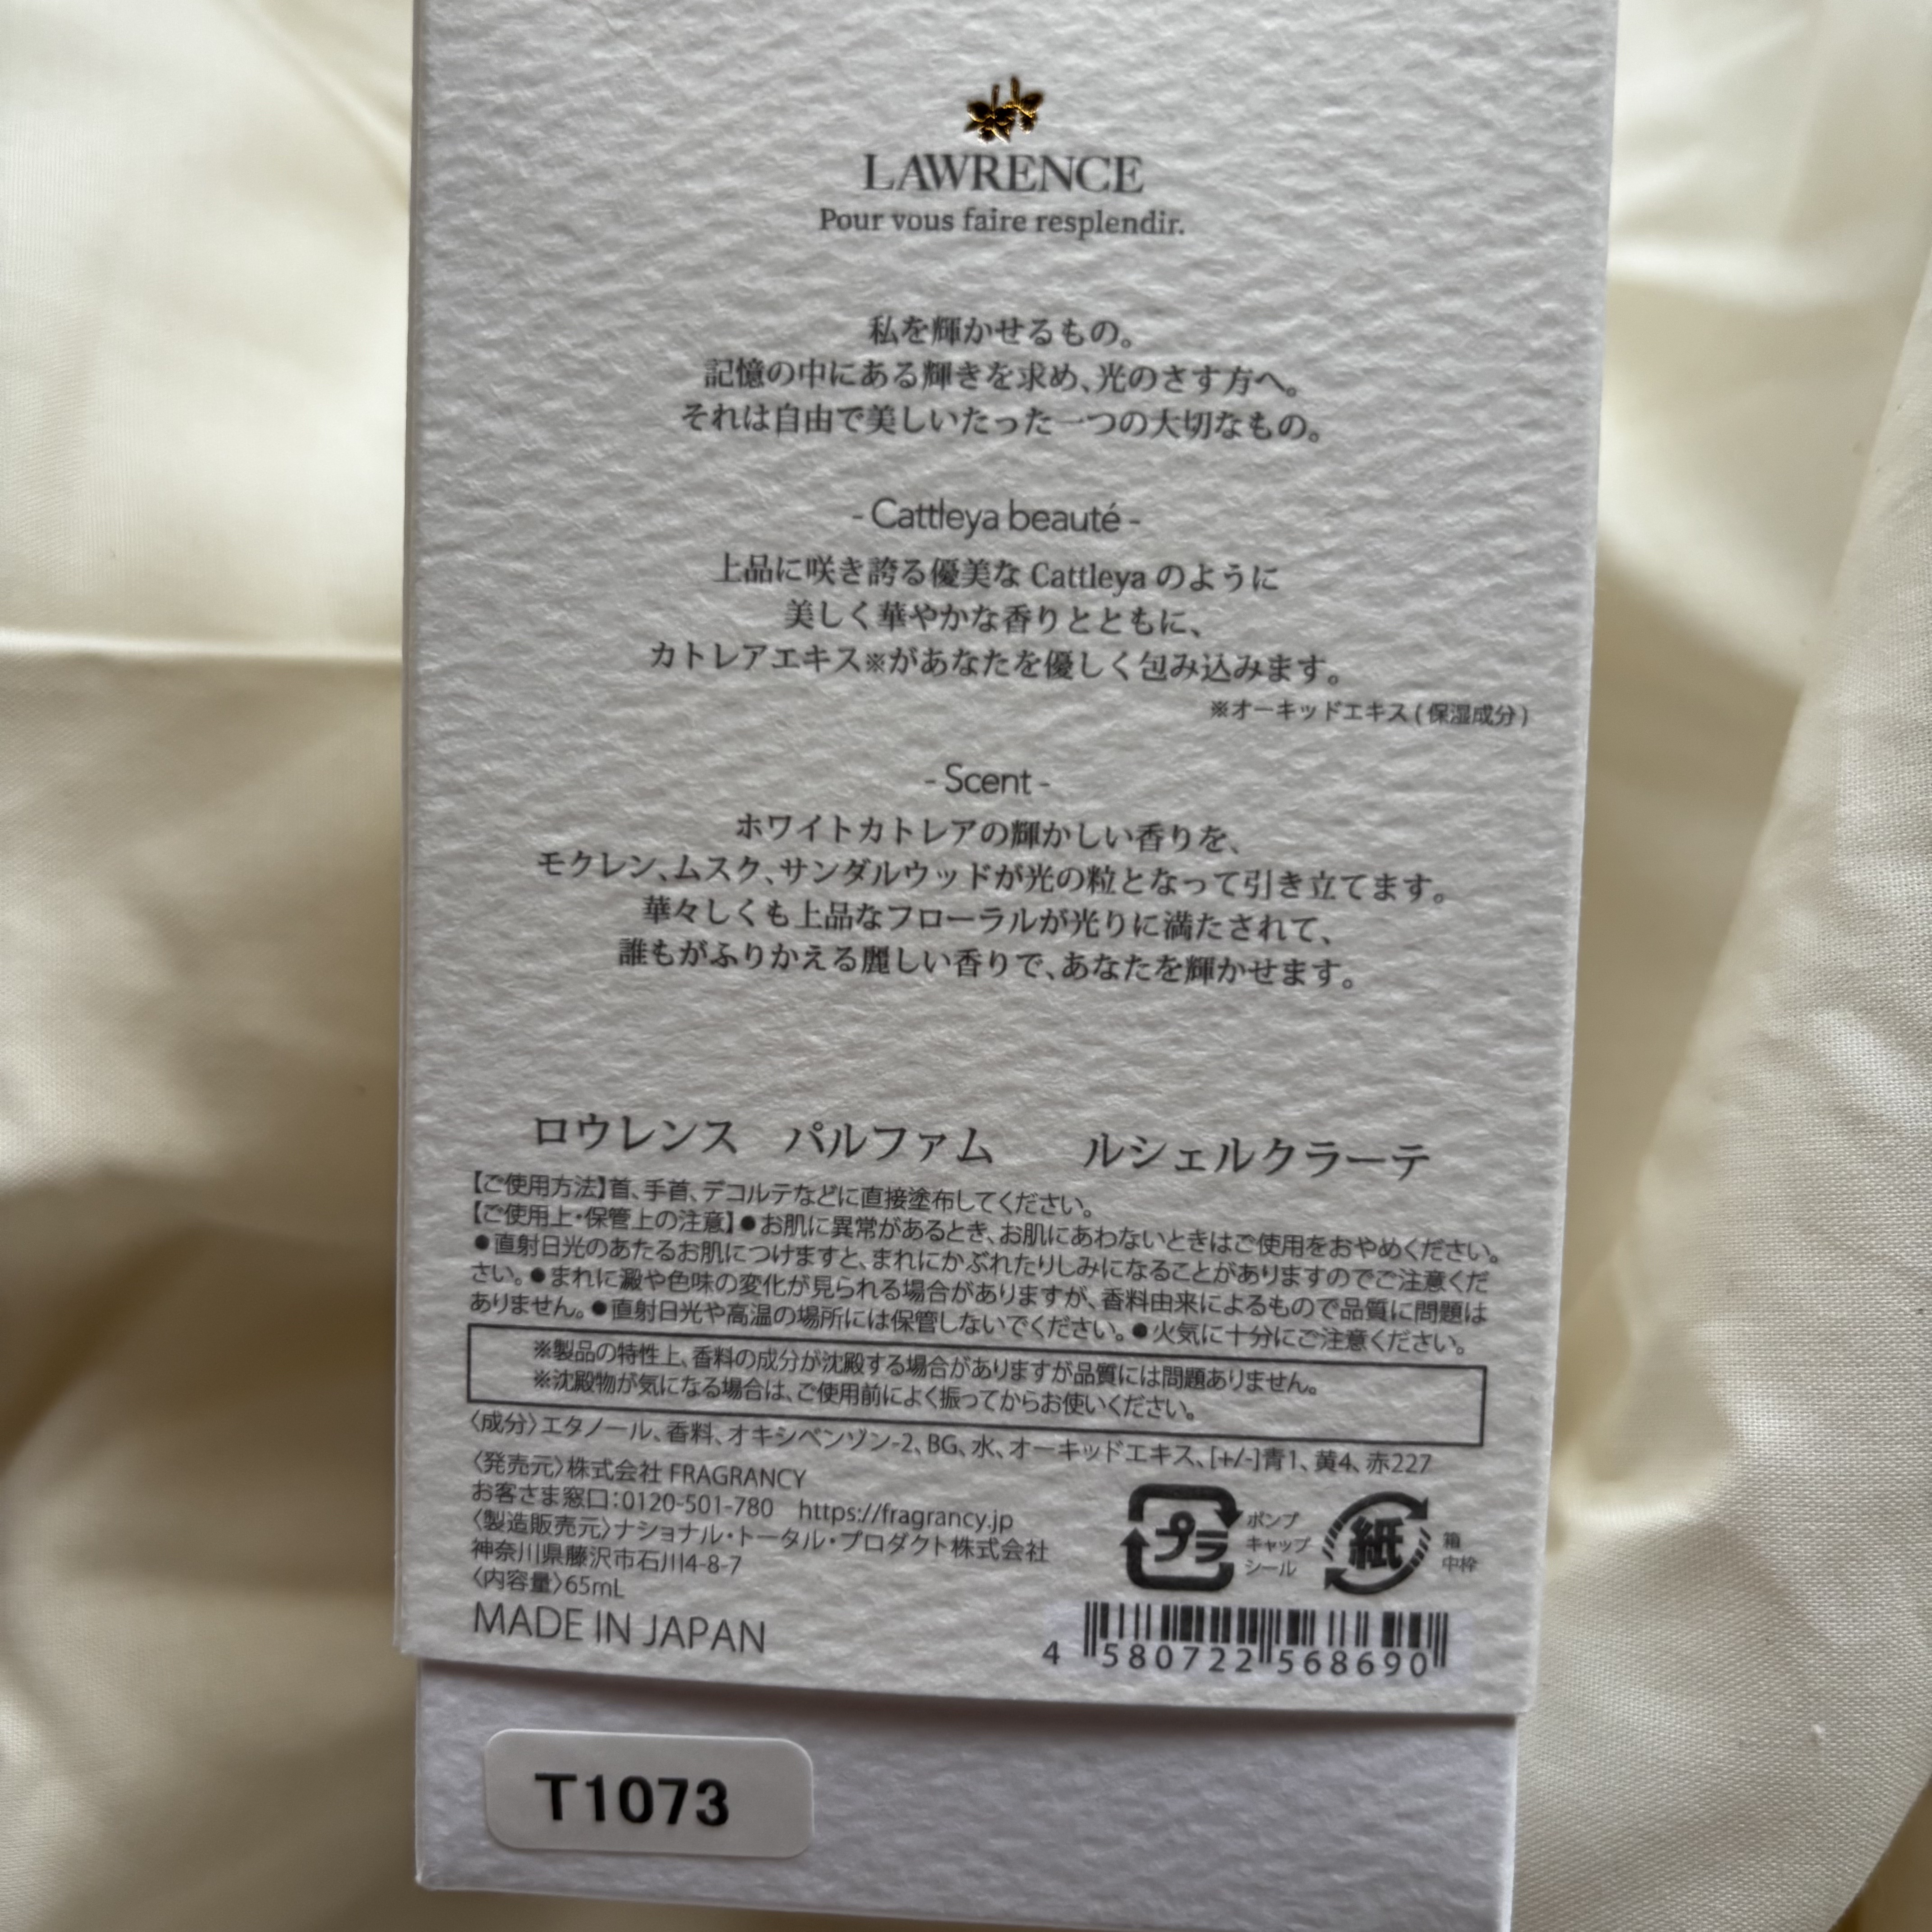 LAWRENCE
Pour vous faire resplendir.
私を輝かせるもの。
記憶の中にある輝きを求め、光のさす方へ。
それは自由で美しいたった一つの大切なもの。
- Cattleya beauté -
上品に咲き誇る優美な Cattleya のように
美しく華やかな香りとともに、
カトレアエキス※があなたを優しく包み込みます。
※オーキッドエキス ( 保湿成分 )
- Scent -
ホワイトカトレアの輝かしい香りを、
モクレン、ムスク、サンダルウッドが光の粒となって引き立てます。
華々しくも上品なフローラルが光りに満たされて、
誰もがふりかえる麗しい香りで、あなたを輝かせます。
ロウレンス　パルファム　　ルシェルクラーテ
【ご使用方法】首、手首、デコルテなどに直接塗布してください。
【ご使用上・保管上の注意】●お肌に異常があるとき、お肌にあわないときはご使用をおやめください。
●直射日光のあたるお肌につけますと、まれにかぶれたりしみになることがありますのでご注意くだ
さい。●まれに澱や色味の変化が見られる場合がありますが、香料由来によるもので品質に問題は
ありません。●直射日光や高温の場所には保管しないでください。●火気に十分にご注意ください。
※製品の特性上、香料の成分が沈殿する場合がありますが品質には問題ありません。
※沈殿物が気になる場合は、ご使用前によく振ってからお使いください。
〈成分〉エタノール、香料、オキシベンゾン-2、BG、水、オーキッドエキス、[+/-]青1、黄4、赤227
〈発売元〉株式会社 FRAGRANCY
お客さま窓口：0120-501-780　https://fragrancy.jp
〈製造販売元〉ナショナル・トータル・プロダクト株式会社
神奈川県藤沢市石川4-8-7
〈内容量〉65mL
MADE IN JAPAN
プラ
ポンプ
キャップ
シール
紙
箱
中栓
4 580722 568690
T1073